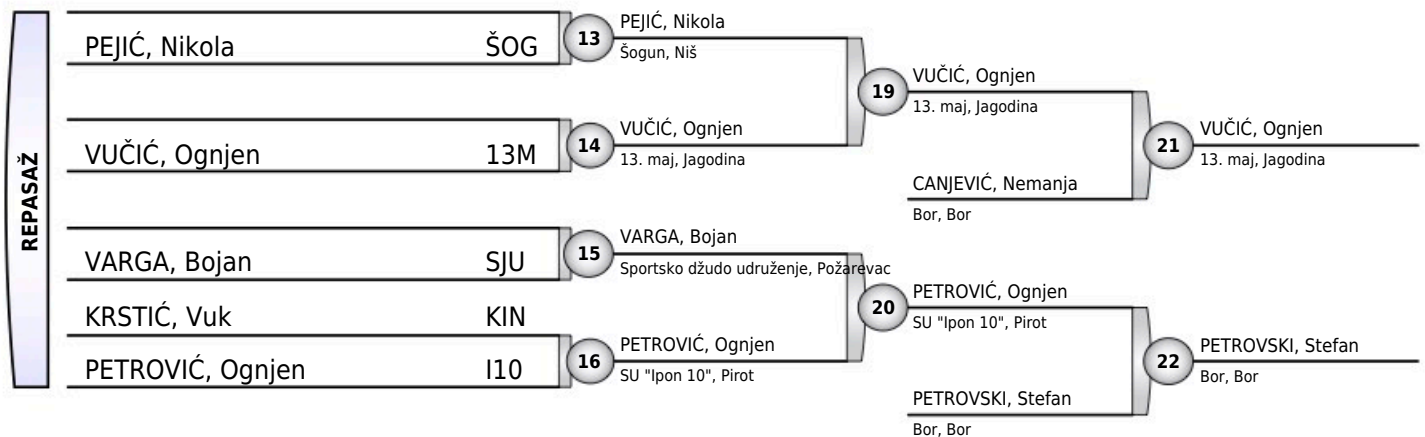 REPASAŽ
PEJIĆ, Nikola ŠOG
13
PEJIĆ, Nikola
Šogun, Niš
VUČIĆ, Ognjen 13M
14
VUČIĆ, Ognjen
13. maj, Jagodina
19
VUČIĆ, Ognjen
13. maj, Jagodina
CANJEVIĆ, Nemanja
Bor, Bor
21
VUČIĆ, Ognjen
13. maj, Jagodina
VARGA, Bojan SJU
15
VARGA, Bojan
Sportsko džudo udruženje, Požarevac
KRSTIĆ, Vuk KIN
PETROVIĆ, Ognjen I10
16
PETROVIĆ, Ognjen
SU "Ipon 10", Pirot
20
PETROVIĆ, Ognjen
SU "Ipon 10", Pirot
PETROVSKI, Stefan
Bor, Bor
22
PETROVSKI, Stefan
Bor, Bor